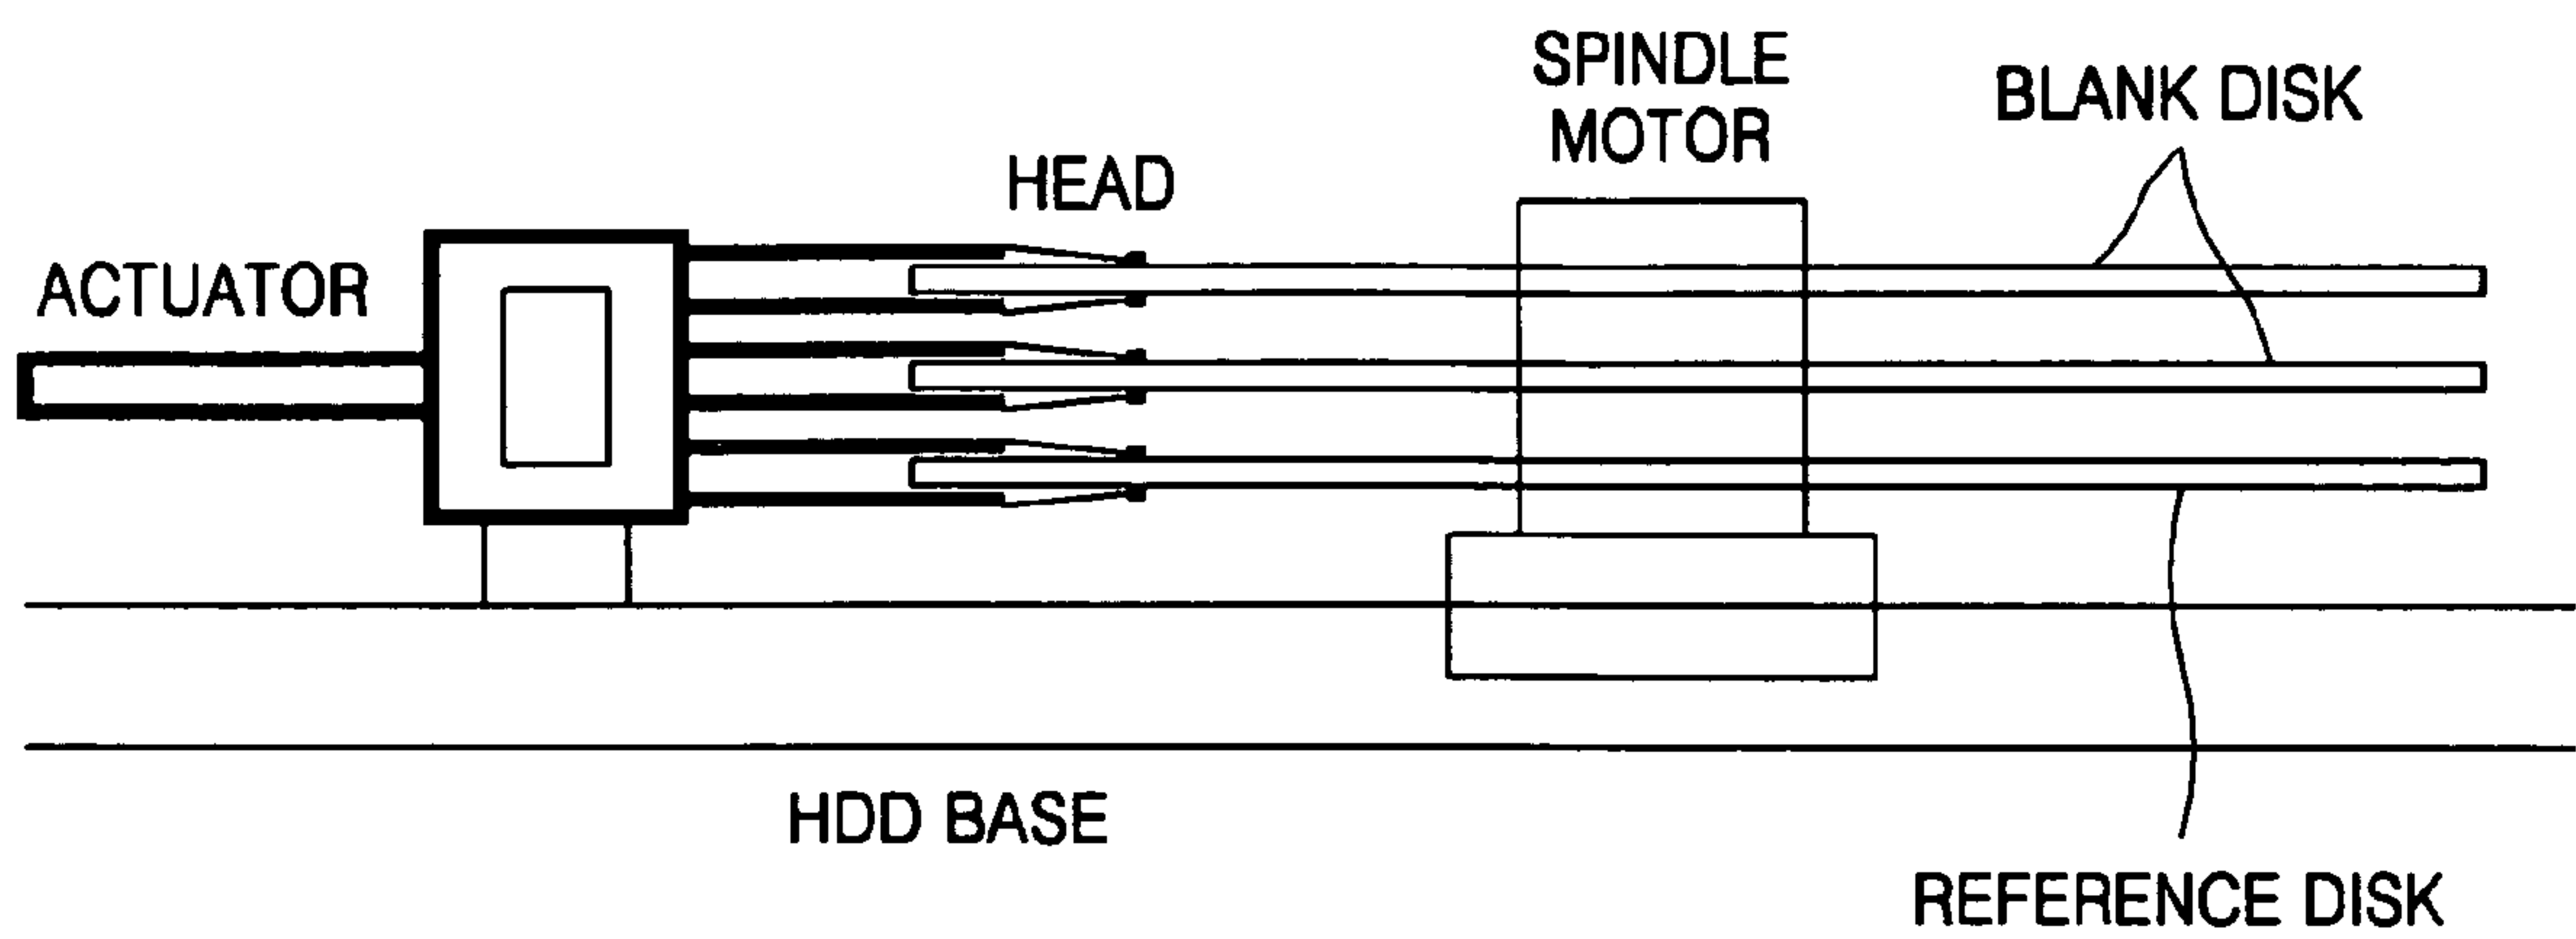 SPINDLE
MOTOR
BLANK DISK
HEAD
ACTUATOR
HDD BASE
REFERENCE DISK